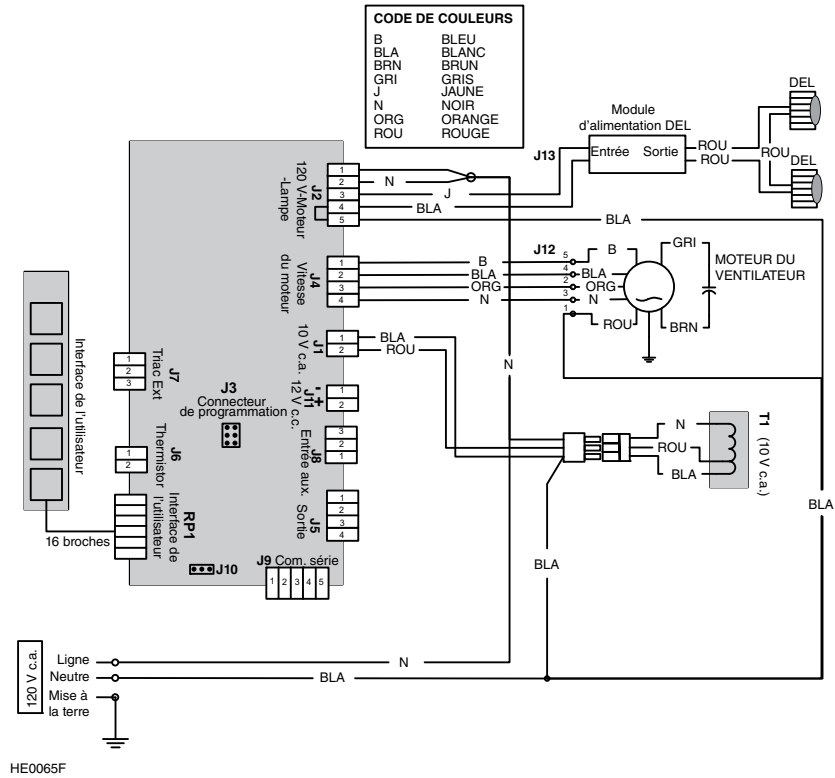 CODE DE COULEURS
B BLEU
BLA BLANC
BRN BRUN
GRI GRIS
J JAUNE
N NOIR
ORG ORANGE
ROU ROUGE
DEL
Module
d'alimentation DEL
J13
Entrée Sortie
ROU
ROU
ROU
DEL
J2
120 V-Moteur
-Lampe
1
2
3
4
5
N
J
BLA
BLA
J4
Vitesse
du moteur
1
2
3
4
B
BLA
ORG
N
J12
5
4
2
3
1
B
BLA
ORG
N
ROU
GRI
BRN
MOTEUR DU
VENTILATEUR
J1
10 V c.a.
1
2
BLA
ROU
N
J11
12 V c.c.
- +
1
2
J7
Triac Ext
1
2
3
J3
Connecteur
de programmation
Interface de l'utilisateur
J6
Thermistor
1
2
J8
Entrée aux.
3
2
1
N
ROU
BLA
T1
(10 V c.a.)
RP1
Interface de
l'utilisateur
16 broches
J5
Sortie
1
2
3
4
BLA
BLA
J10
J9 Com. série
1 2 3 4 5
120 V c.a.
Ligne
N
Neutre
BLA
Mise à
la terre
HE0065F